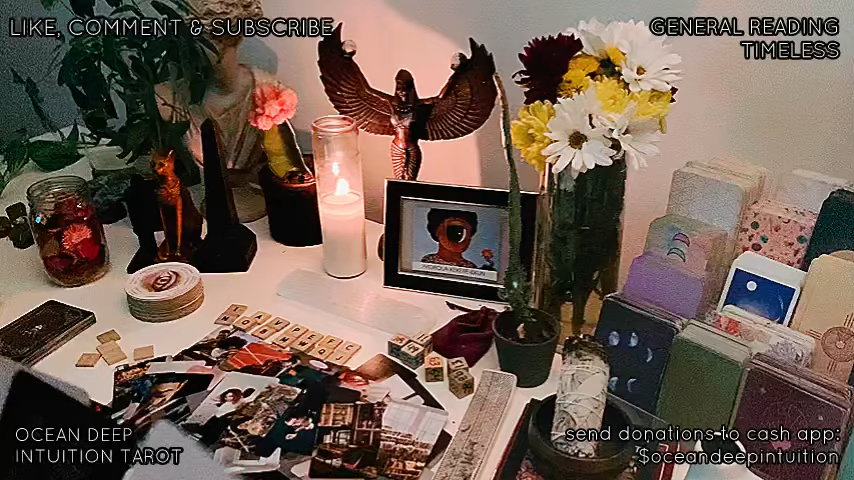 LIKE, COMMENT & SUBSCRIBE
GENERAL READING
TIMELESS
OCEAN DEEP
INTUITION TAROT
send donations to cash app:
$oceandeepintuition